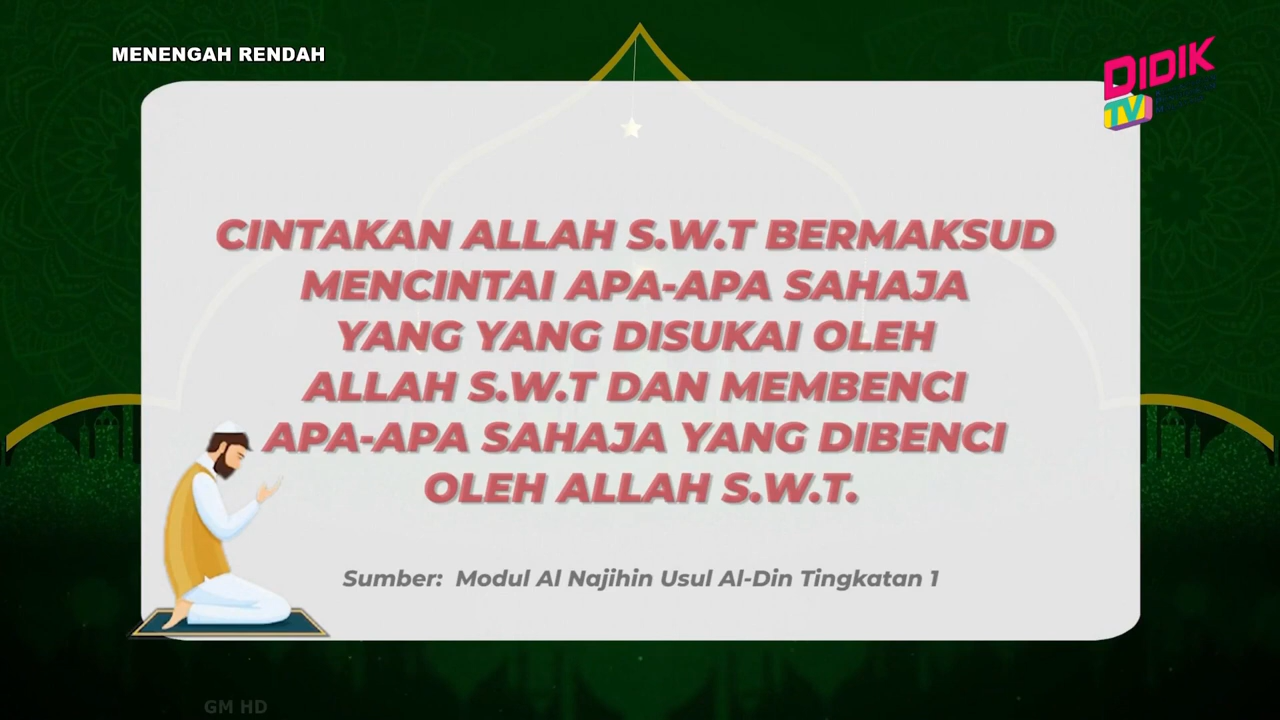 MENENGAH RENDAH
DIDIK
TV
CINTAKAN ALLAH S.W.T BERMAKSUD
MENCINTAI APA-APA SAHAJA
YANG YANG DISUKAI OLEH
ALLAH S.W.T DAN MEMBENCI
APA-APA SAHAJA YANG DIBENCI
OLEH ALLAH S.W.T.
Sumber: Modul Al Najihin Usul Al-Din Tingkatan 1
GM HD